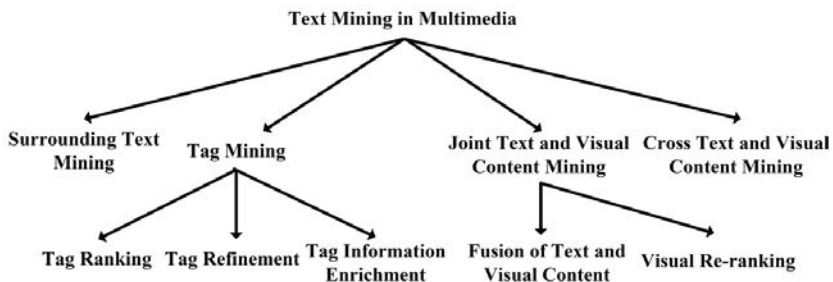 Text Mining in Multimedia
Surrounding Text
Mining
Tag Mining
Joint Text and Visual
Content Mining
Cross Text and Visual
Content Mining
Tag Ranking
Tag Refinement
Tag Information
Enrichment
Fusion of Text and
Visual Content
Visual Re-ranking